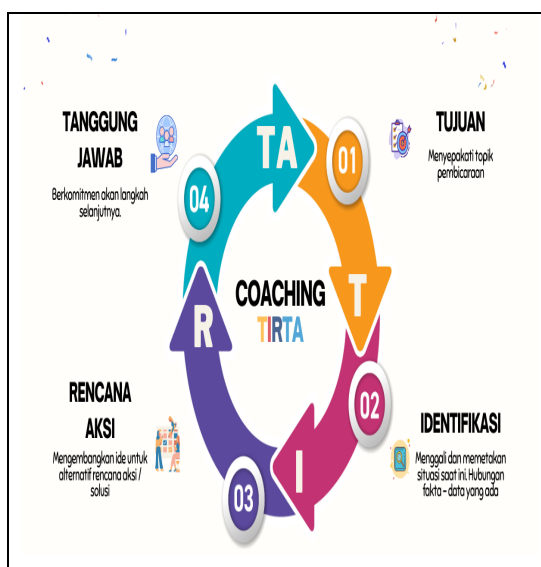 TUJUAN
Menyepakati topik
pembicaraan
01
T
IDENTIFIKASI
Menggali dan memetakan
situasi saat ini. Hubungan
fakta - data yang ada
02
I
RENCANA
AKSI
Mengembangkan ide untuk
alternatif rencana aksi /
solusi
03
R
TANGGUNG
JAWAB
Berkomitmen akan langkah
selanjutnya.
04
TA
COACHING
TIRTA